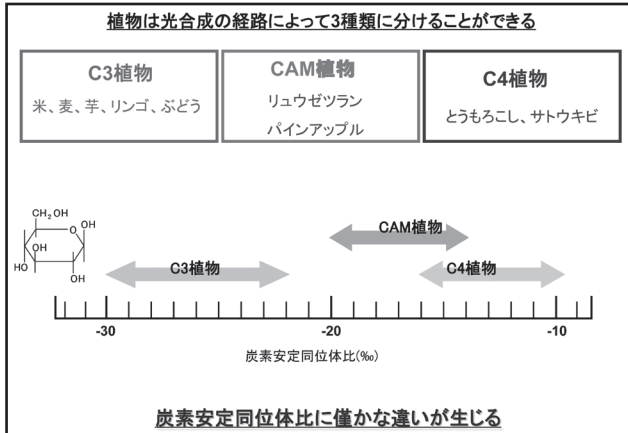 植物は光合成の経路によって3種類に分けることができる
C3植物
米、麦、芋、リンゴ、ぶどう
CAM植物
リュウゼツラン
パインアップル
C4植物
とうもろこし、サトウキビ
CH2OH
O
OH
OH
HO
OH
CAM植物
C3植物
C4植物
-30
-20
-10
炭素安定同位体比(‰)
炭素安定同位体比に僅かな違いが生じる